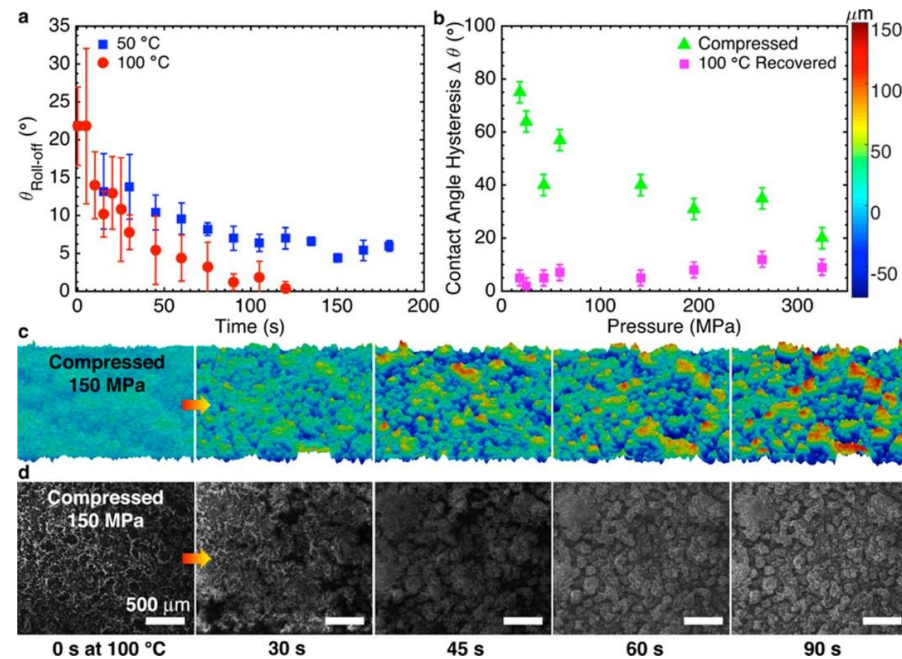 a
50 °C
100 °C
θRoll-off (°)
35
30
25
20
15
10
5
0
0 50 100 150 200
Time (s)
b
Compressed
100 °C Recovered
Contact Angle Hysteresis Δ θ (°)
100
80
60
40
20
0
0 100 200 300
Pressure (MPa)
μm
150
100
50
0
-50
c
Compressed
150 MPa
d
Compressed
150 MPa
500 μm
0 s at 100 °C 30 s 45 s 60 s 90 s